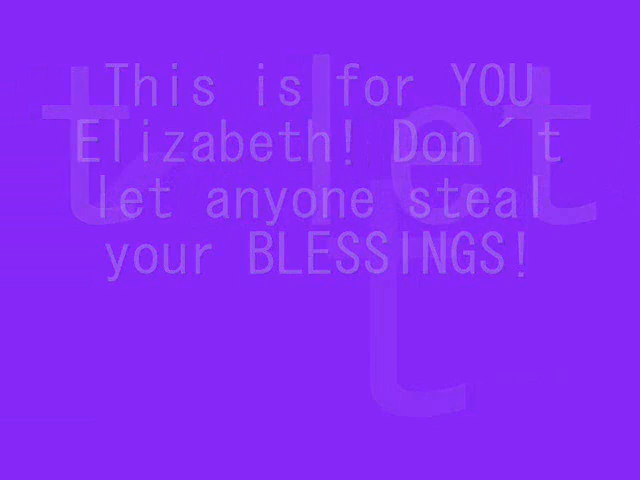 This is for YOU
Elizabeth! Don´t
let anyone steal
your BLESSINGS!